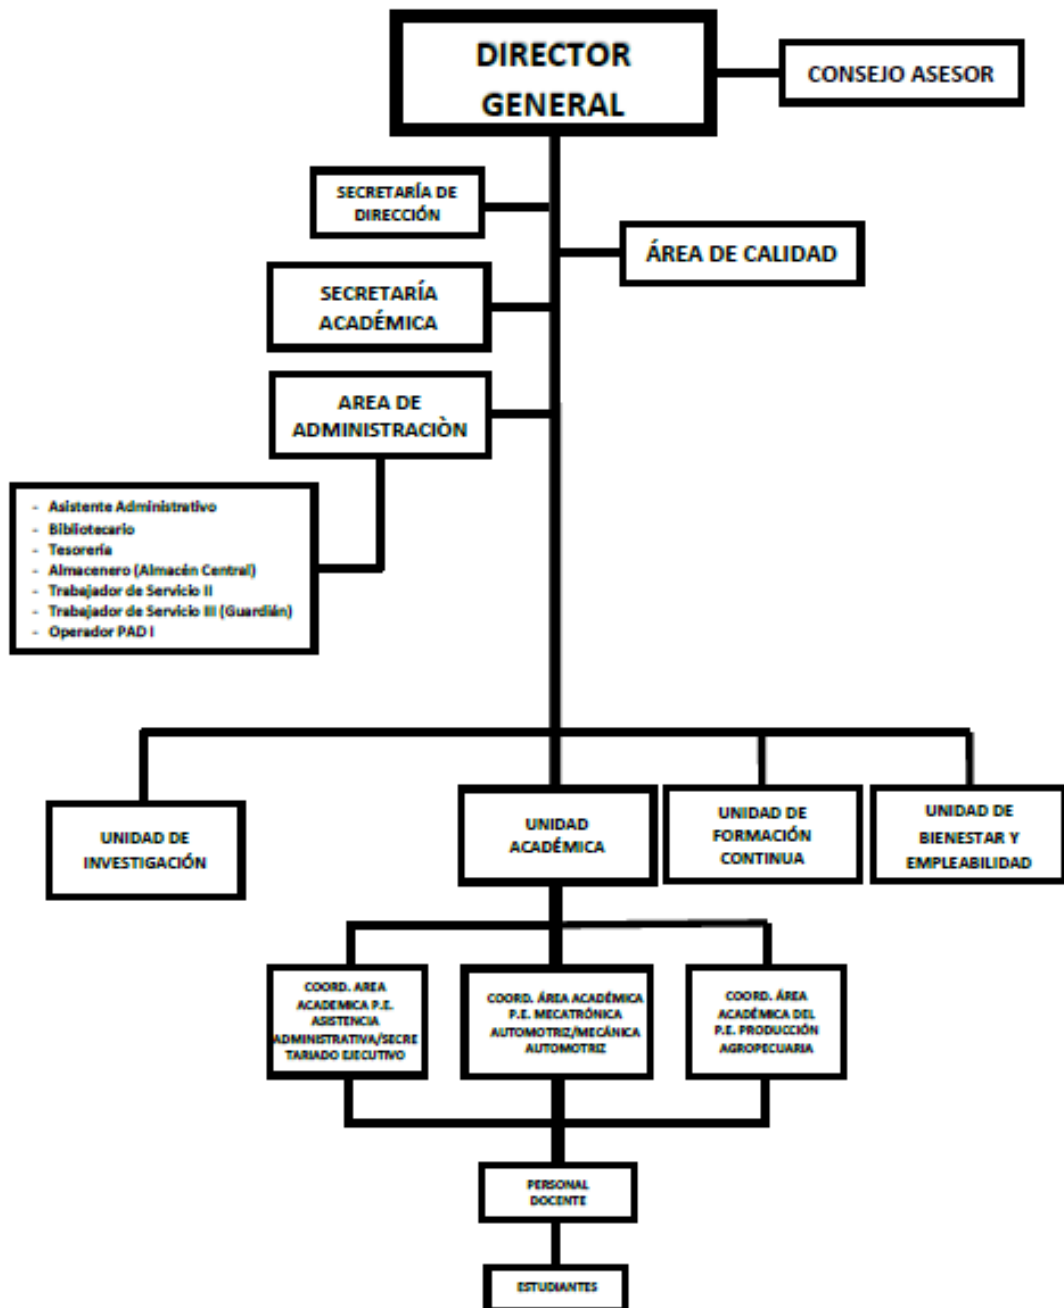 DIRECTOR
GENERAL
CONSEJO ASESOR
SECRETARÍA DE
DIRECCIÓN
ÁREA DE CALIDAD
SECRETARÍA
ACADÉMICA
AREA DE
ADMINISTRACIÒN
- Asistente Administrativo
- Bibliotecario
- Tesorería
- Almacenero (Almacén Central)
- Trabajador de Servicio II
- Trabajador de Servicio III (Guardián)
- Operador PAD I
UNIDAD DE
INVESTIGACIÓN
UNIDAD
ACADÉMICA
UNIDAD DE
FORMACIÓN
CONTINUA
UNIDAD DE
BIENESTAR Y
EMPLEABILIDAD
COORD. AREA
ACADEMICA P.E.
ASISTENCIA
ADMINISTRATIVA/SECRE
TARIADO EJECUTIVO
COORD. ÁREA ACADÉMICA
P.E. MECATRÓNICA
AUTOMOTRIZ/MECÁNICA
AUTOMOTRIZ
COORD. ÁREA
ACADÉMICA DEL
P.E. PRODUCCIÓN
AGROPECUARIA
PERSONAL
DOCENTE
ESTUDIANTES